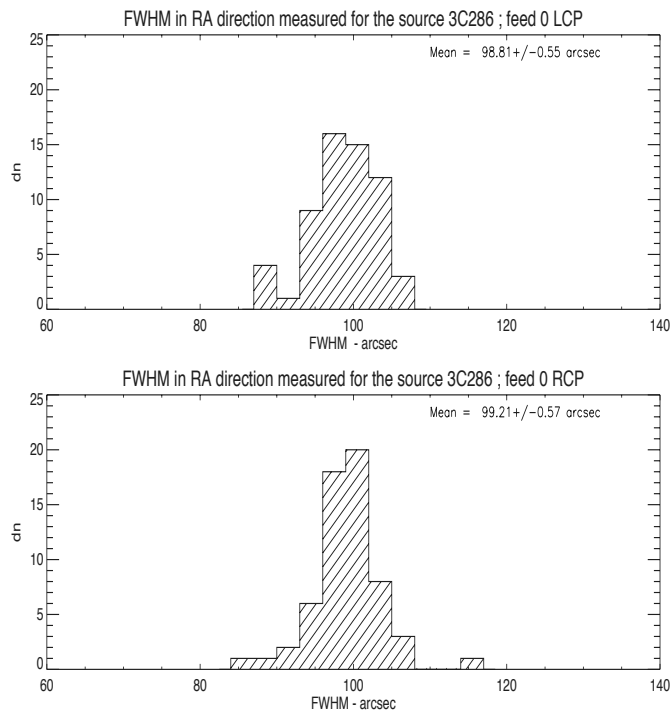 FWHM in RA direction measured for the source 3C286 ; feed 0 LCP
Mean = 98.81+/-0.55 arcsec
25
20
15
10
5
0
dn
60 80 100 120 140
FWHM - arcsec
FWHM in RA direction measured for the source 3C286 ; feed 0 RCP
Mean = 99.21+/-0.57 arcsec
25
20
15
10
5
0
dn
60 80 100 120 140
FWHM - arcsec